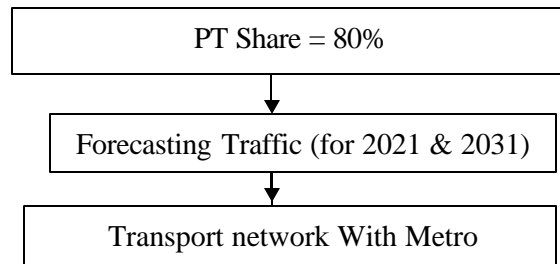 PT Share = 80%
Forecasting Traffic (for 2021 & 2031)
Transport network With Metro